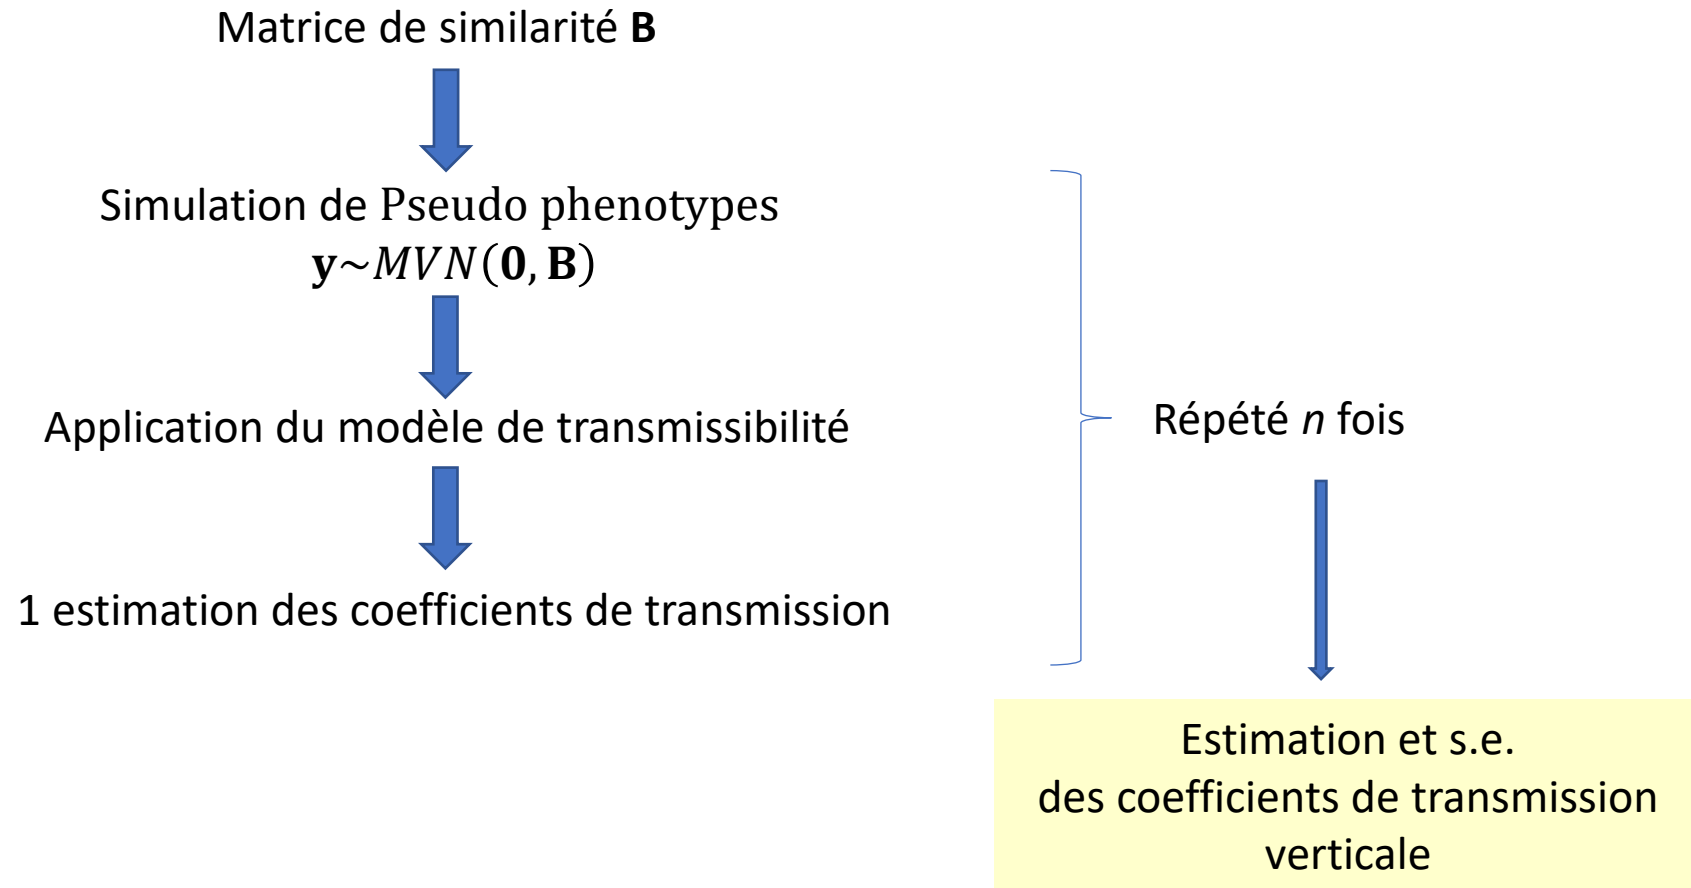 Matrice de similarité B
Simulation de Pseudo phenotypes
y~MVN(0, B)
Application du modèle de transmissibilité
1 estimation des coefficients de transmission
Répété n fois
Estimation et s.e.
des coefficients de transmission
verticale